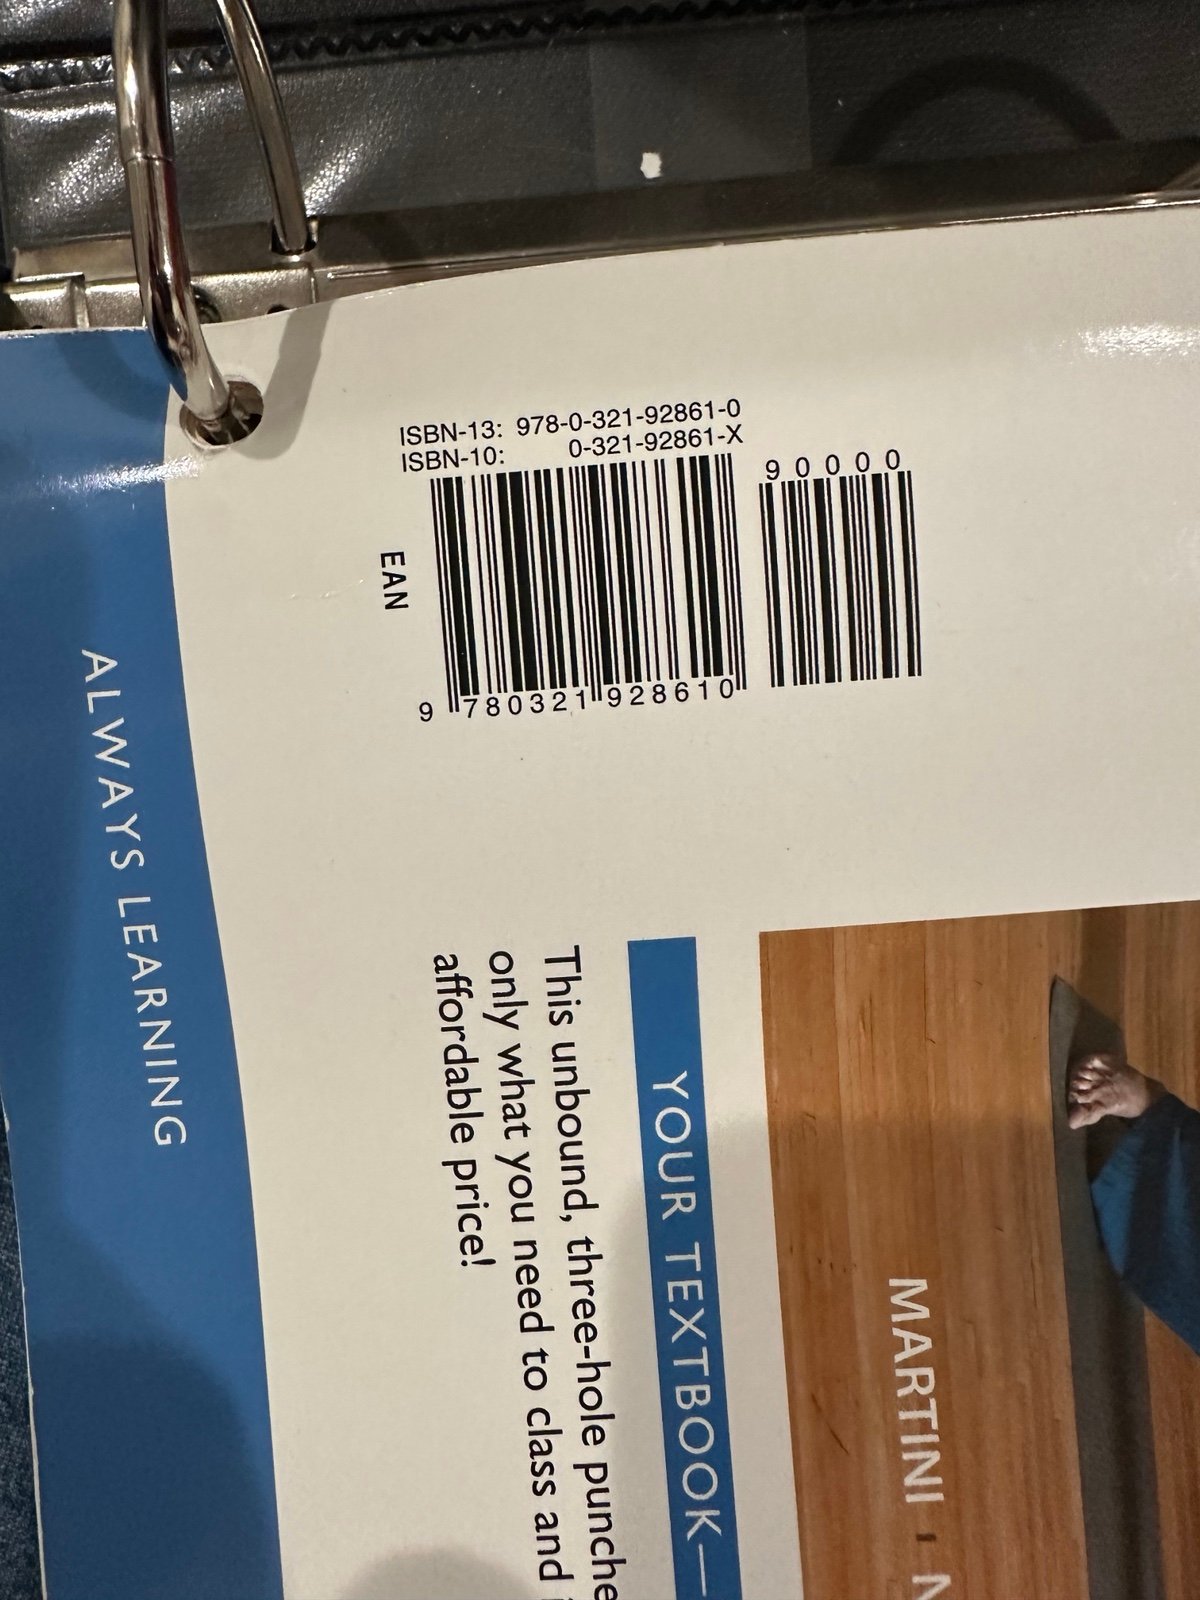 ISBN-13: 978-0-321-92861-0
ISBN-10: 0-321-92861-X
90000
EAN
9 780321 928610
ALWAYS LEARNING
YOUR TEXTBOOK—
This unbound, three-hole punche
only what you need to class and
affordable price!
MARTINI · N